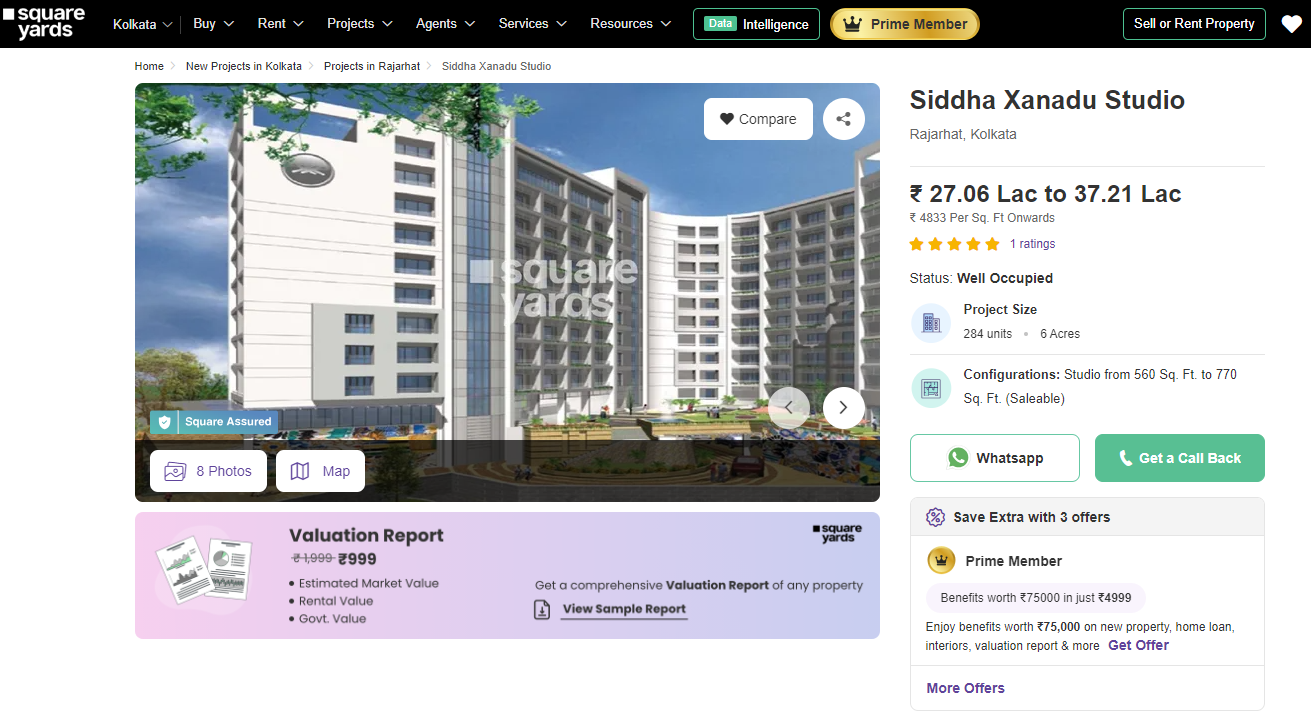 square
yards
Kolkata
Buy
Rent
Projects
Agents
Services
Resources
Data Intelligence
Prime Member
Sell or Rent Property
Home
New Projects in Kolkata
Projects in Rajarhat
Siddha Xanadu Studio
Compare
square
yards
Square Assured
8 Photos
Map
Siddha Xanadu Studio
Rajarhat, Kolkata
₹ 27.06 Lac to 37.21 Lac
₹ 4833 Per Sq. Ft Onwards
1 ratings
Status: Well Occupied
Project Size
284 units • 6 Acres
Configurations: Studio from 560 Sq. Ft. to 770
Sq. Ft. (Saleable)
Whatsapp
Get a Call Back
Save Extra with 3 offers
Prime Member
Benefits worth ₹75000 in just ₹4999
Enjoy benefits worth ₹75,000 on new property, home loan,
interiors, valuation report & more Get Offer
More Offers
Valuation Report
₹ 1,999 ₹999
• Estimated Market Value
• Rental Value
• Govt. Value
square
yards
Get a comprehensive Valuation Report of any property
View Sample Report